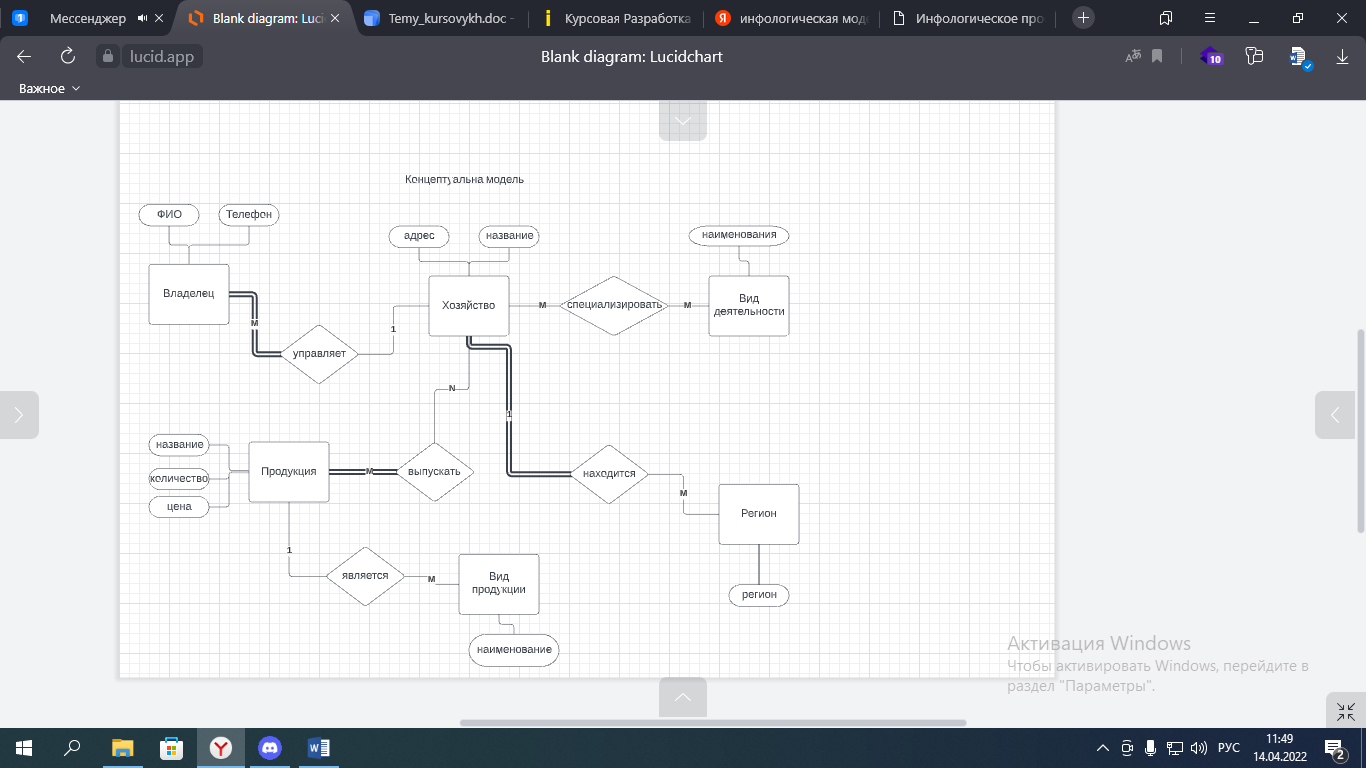 Мессенджер
Blank diagram: Luci
Temy_kursovykh.doc
Курсовая Разработка
инфологическая мод
Инфологическое про
lucid.app
Blank diagram: Lucidchart
10
Важное
Концептуальна модель
ФИО
Телефон
адрес
название
наименования
Владелец
Хозяйство
M
специализировать
M
Вид
деятельности
M
1
управляет
N
1
название
количество
цена
Продукция
M
выпускать
находится
M
Регион
1
является
M
Вид
продукции
регион
наименование
Активация Windows
Чтобы активировать Windows, перейдите в
раздел "Параметры".
РУС
11:49
14.04.2022
2